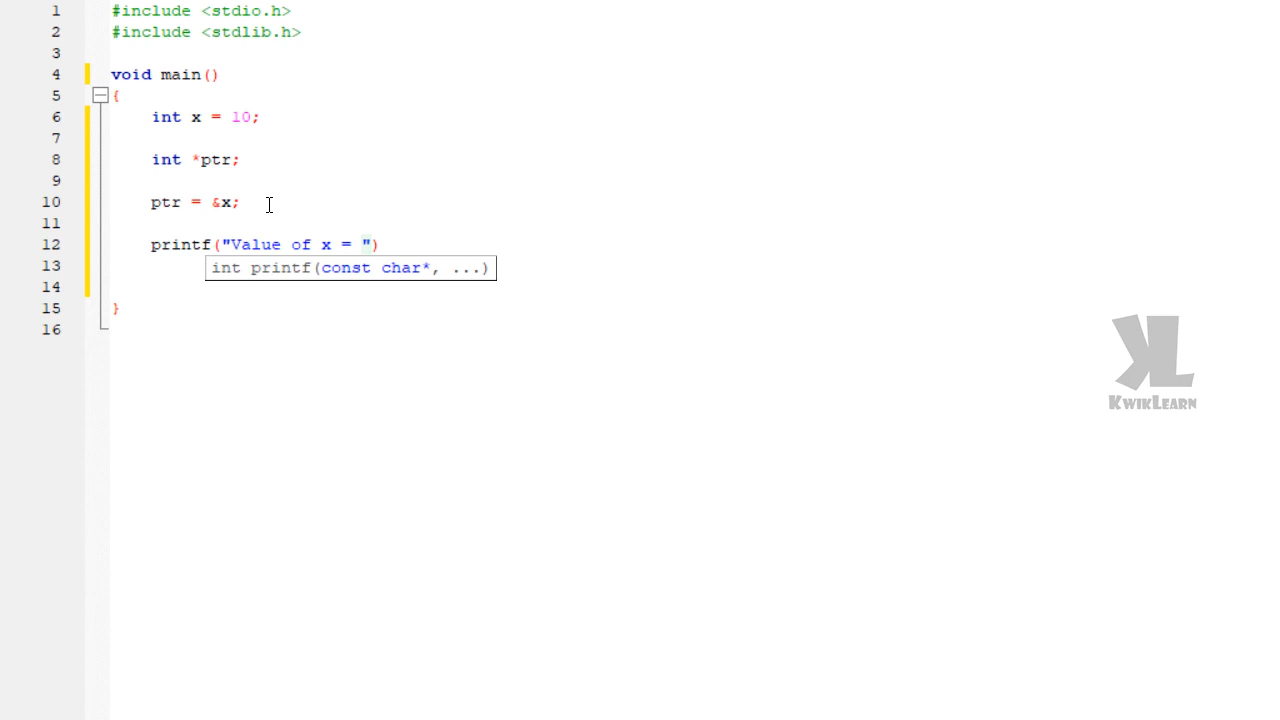 1 #include <stdio.h>
2 #include <stdlib.h>
3
4 void main()
5 {
6 int x = 10;
7
8 int *ptr;
9
10 ptr = &x;
11
12 printf("Value of x = ")
13 int printf(const char*, ...)
14
15 }
16
KL
KWIKLEARN